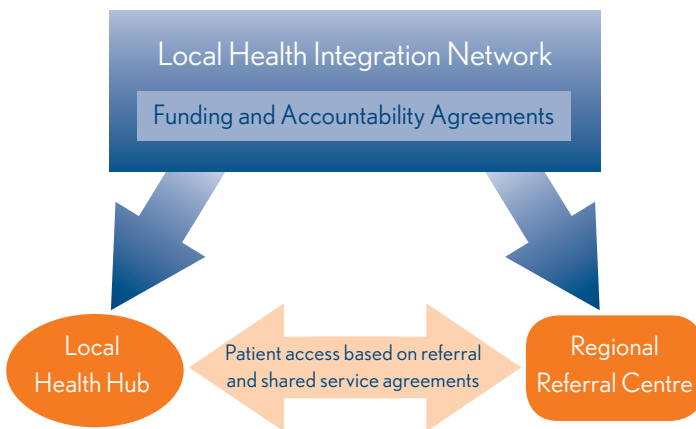 Local Health Integration Network
Funding and Accountability Agreements
Patient access based on referral
and shared service agreements
Local
Health Hub
Regional
Referral Centre